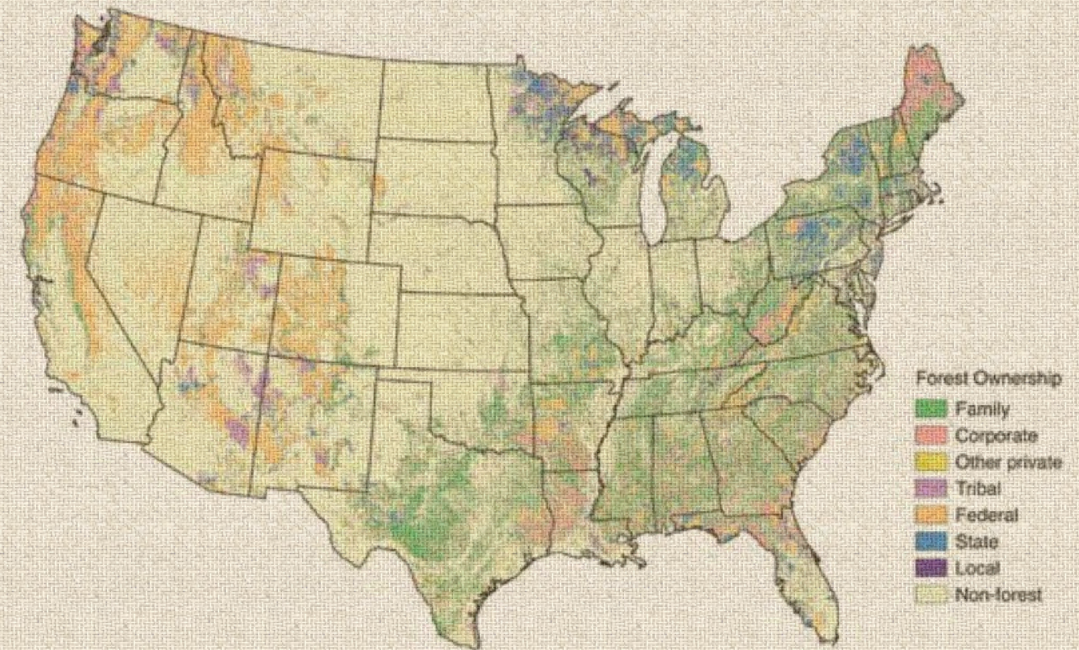 Forest Ownership
Family
Corporate
Other private
Tribal
Federal
State
Local
Non-forest